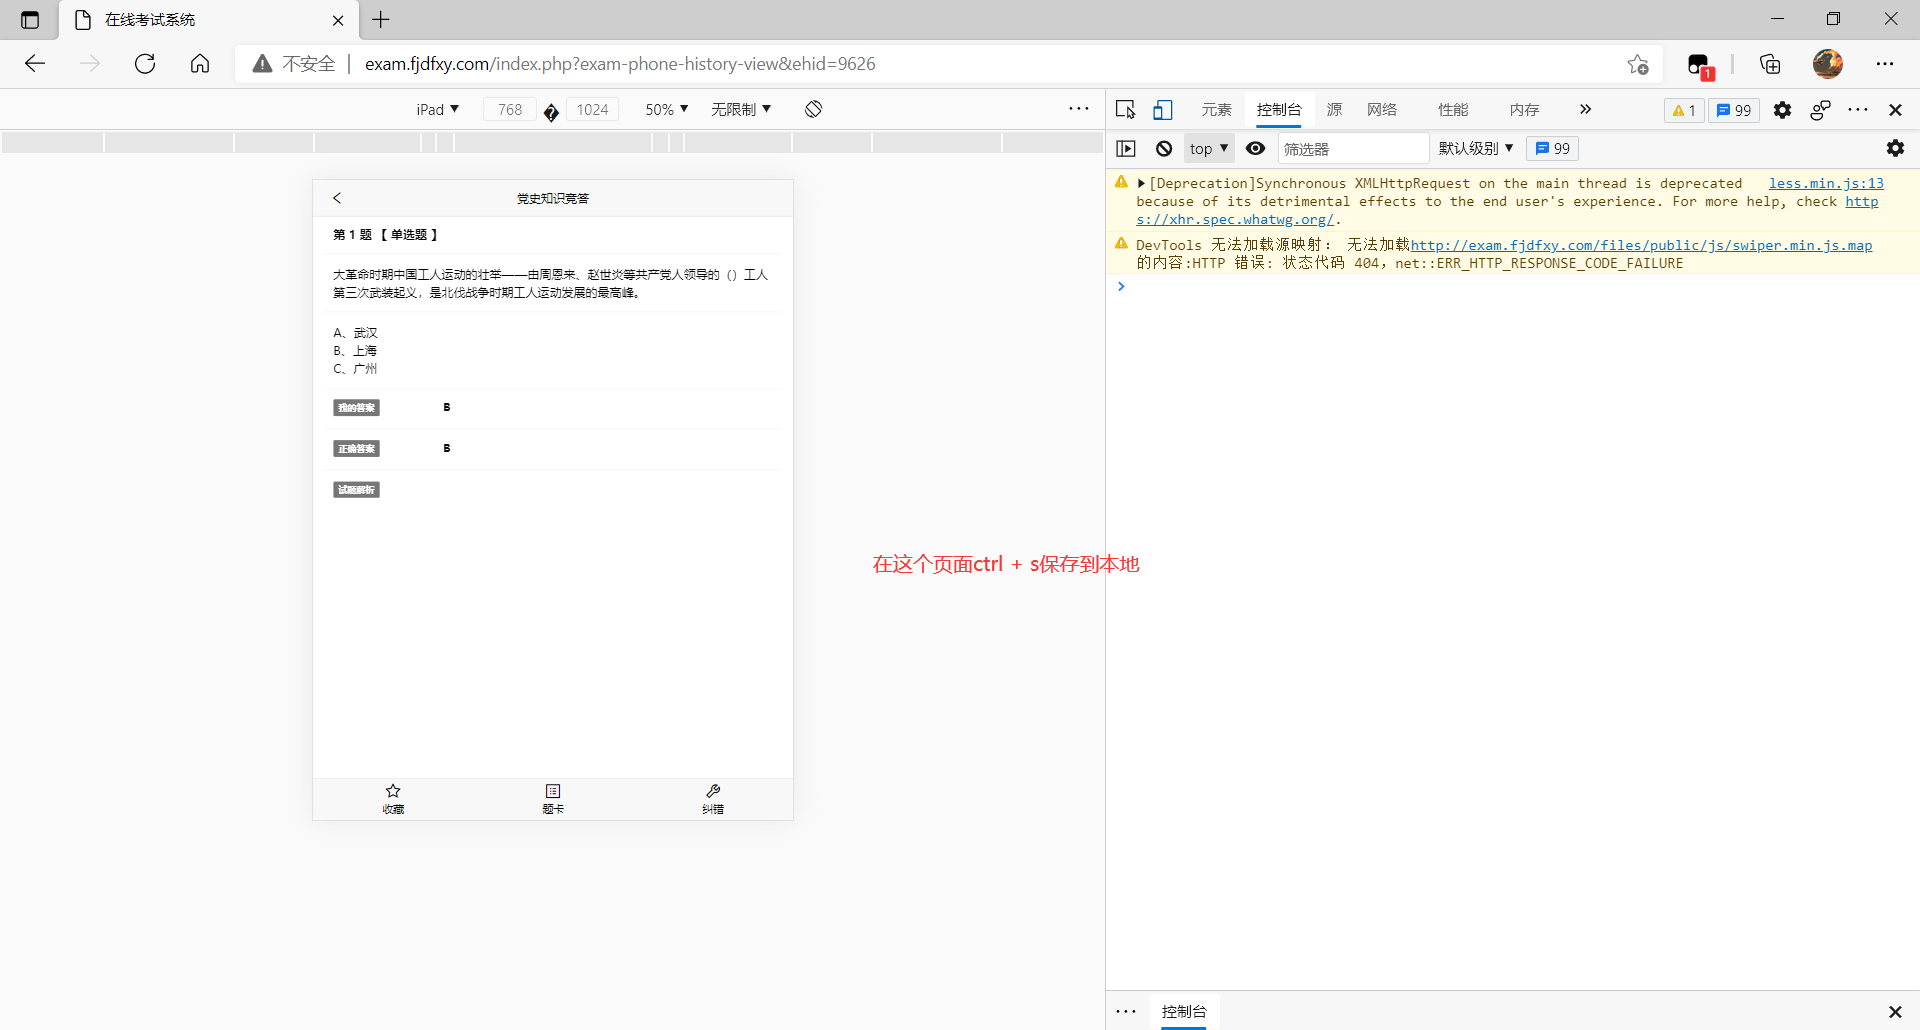 在线考试系统
不安全 exam.fjdfxy.com/index.php?exam-phone-history-view&ehid=9626
1
iPad ▼ 768 � 1024 50% ▼ 无限制 ▼
元素 控制台 源 网络 性能 内存 » 1 99
top ▼ 筛选器 默认级别 ▼ 99
党史知识竞答
第 1 题 【 单选题 】
大革命时期中国工人运动的壮举——由周恩来、赵世炎等共产党人领导的（）工人
第三次武装起义，是北伐战争时期工人运动发展的最高峰。
A、武汉
B、上海
C、广州
我的答案 B
正确答案 B
试题解析
收藏 题卡 纠错
[Deprecation]Synchronous XMLHttpRequest on the main thread is deprecated less.min.js:13
because of its detrimental effects to the end user's experience. For more help, check http
s://xhr.spec.whatwg.org/.
DevTools 无法加载源映射： 无法加载http://exam.fjdfxy.com/files/public/js/swiper.min.js.map
的内容:HTTP 错误: 状态代码 404，net::ERR_HTTP_RESPONSE_CODE_FAILURE
在这个页面ctrl + s保存到本地
控制台